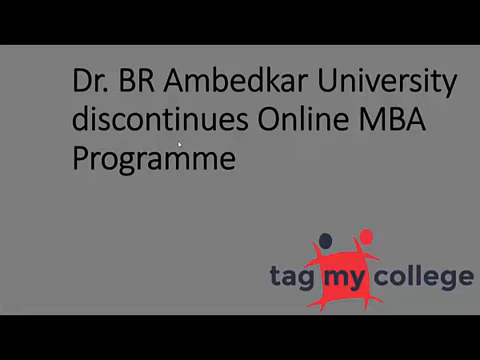 Dr. BR Ambedkar University
discontinues Online MBA
Programme
tag my college